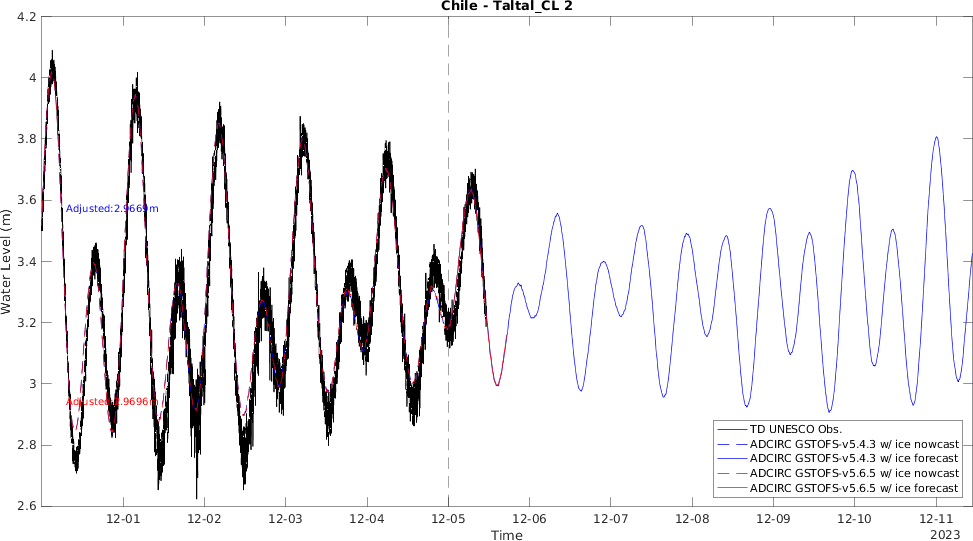 Chile - Taltal_CL 2
4.2
4
3.8
3.6
3.4
3.2
3
2.8
2.6
Water Level (m)
Adjusted:2.9669m
Adjusted:2.9696m
TD UNESCO Obs.
ADCIRC GSTOFS-v5.4.3 w/ ice nowcast
ADCIRC GSTOFS-v5.4.3 w/ ice forecast
ADCIRC GSTOFS-v5.6.5 w/ ice nowcast
ADCIRC GSTOFS-v5.6.5 w/ ice forecast
12-01 12-02 12-03 12-04 12-05 12-06 12-07 12-08 12-09 12-10 12-11
2023
Time